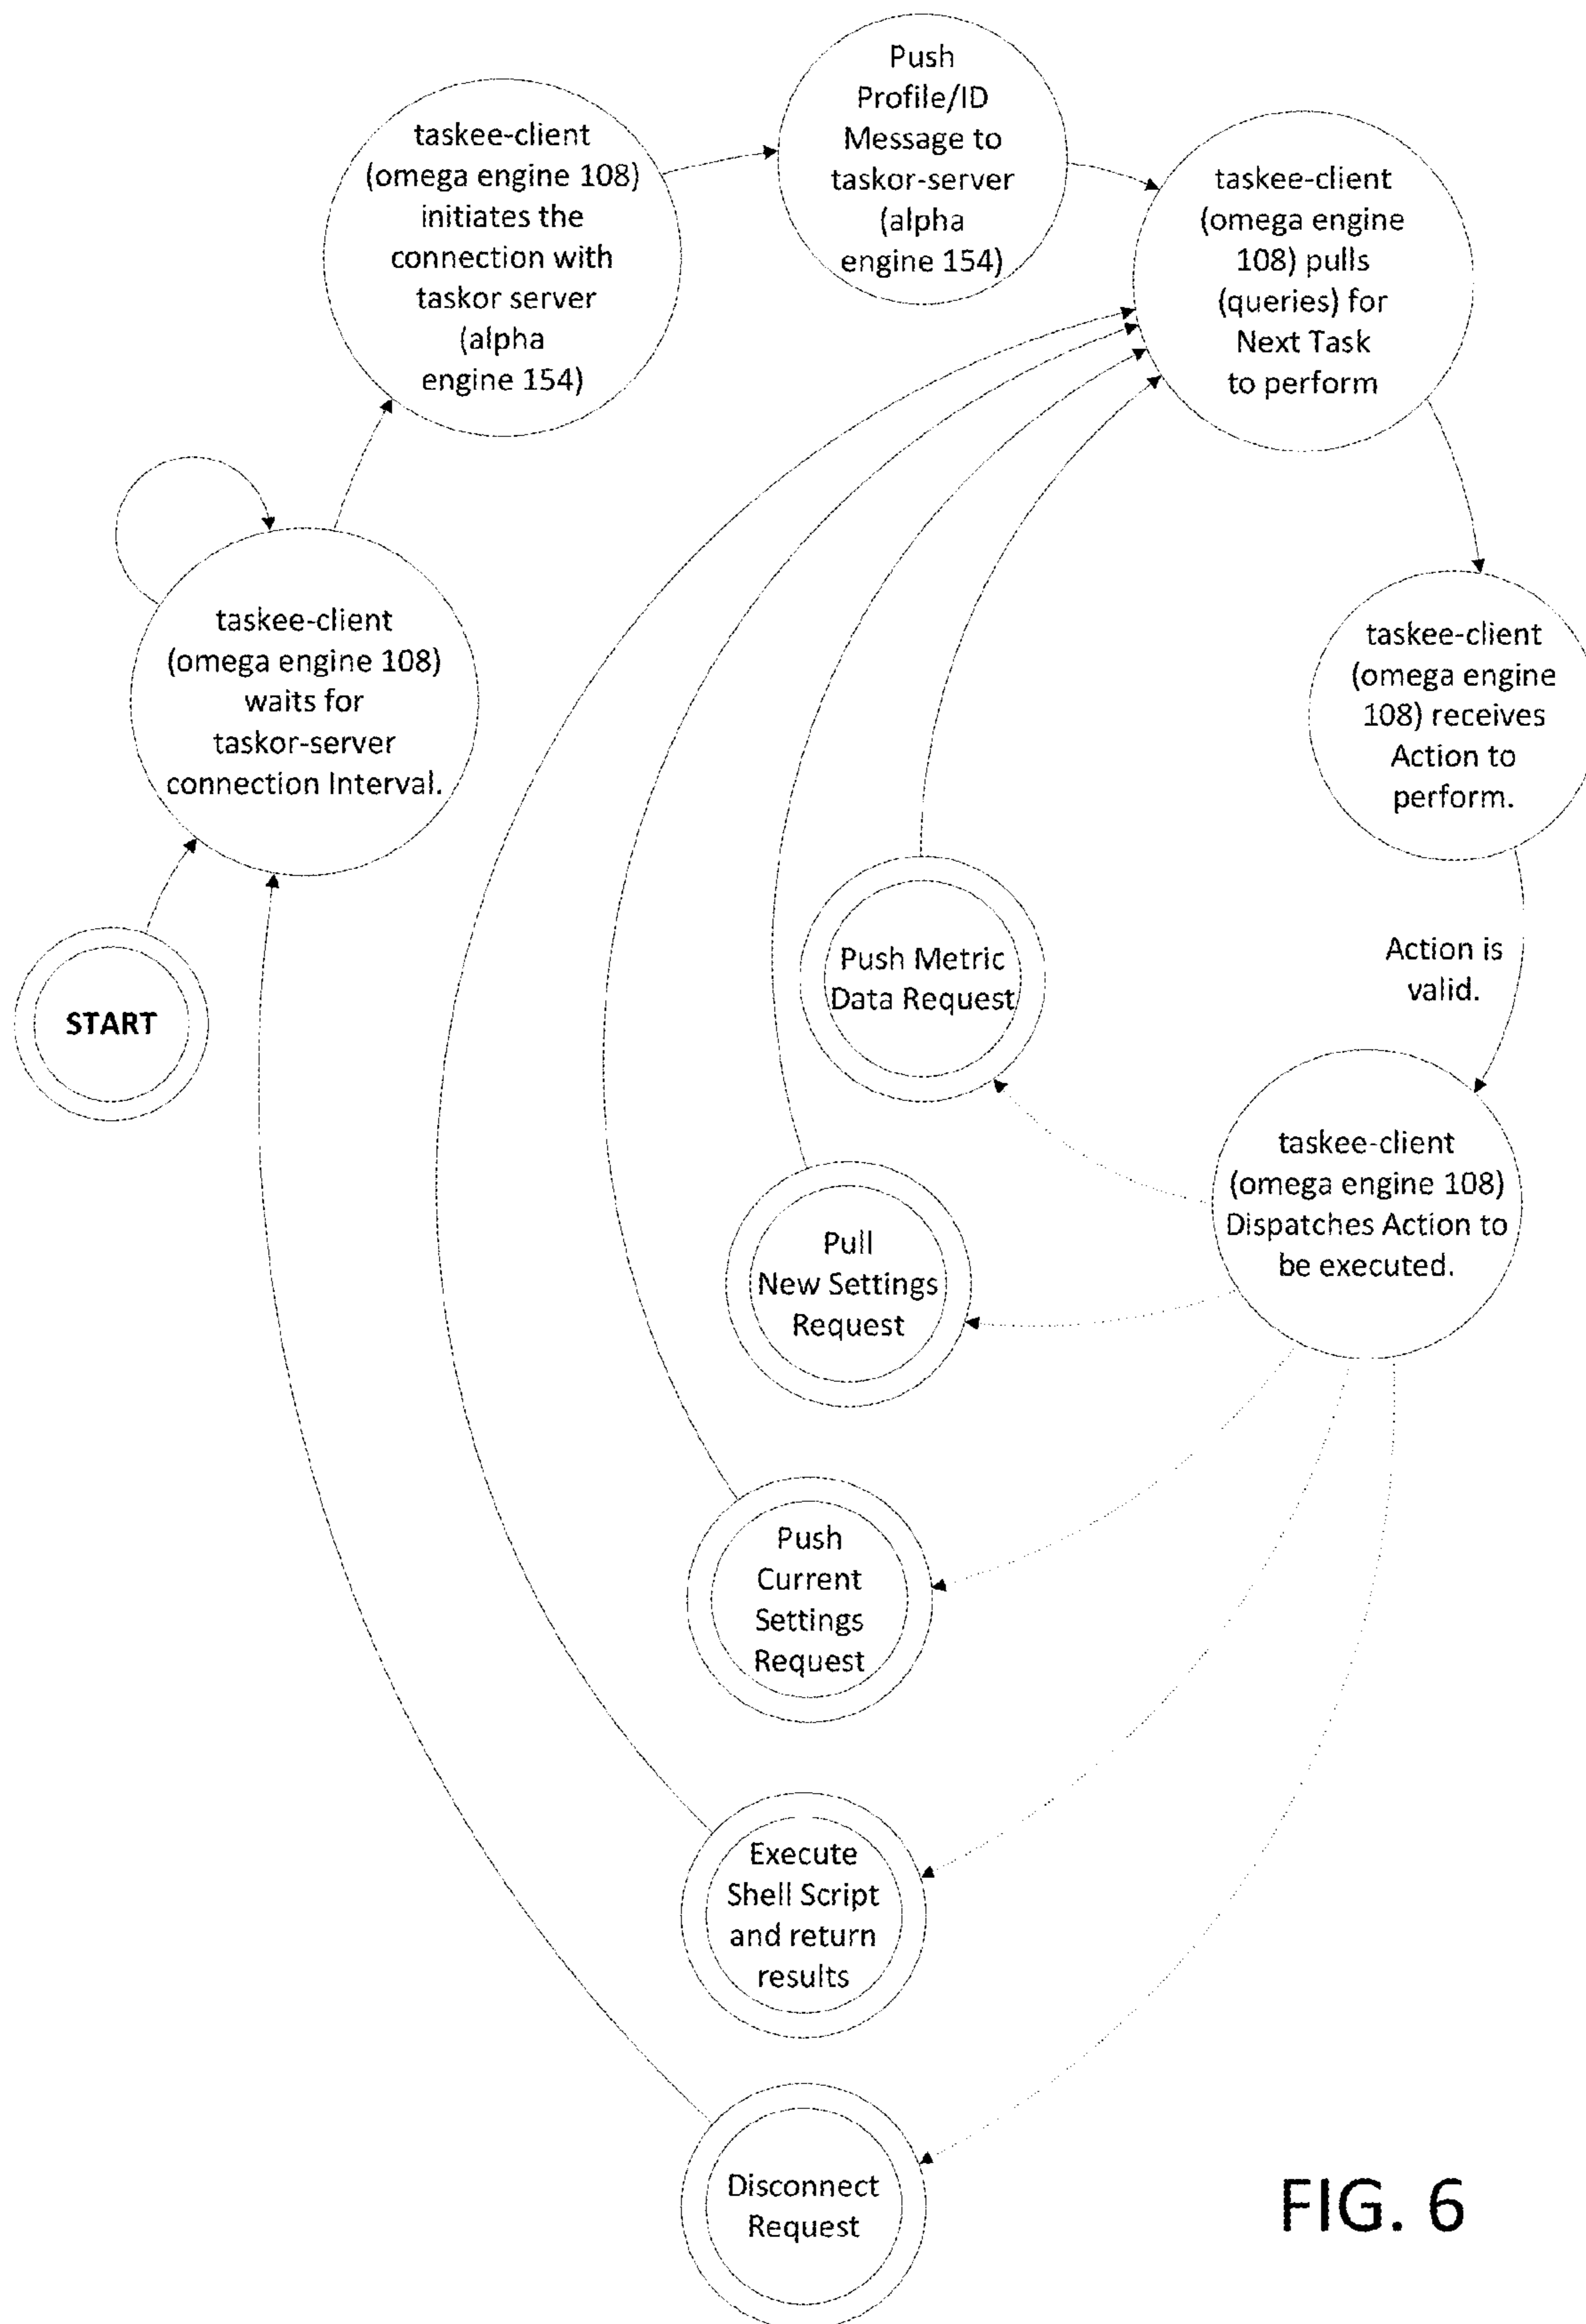 Push
Profile/ID
Message to
taskor-server
(alpha
engine 154)
taskee-client
(omega engine 108)
initiates the
connection with
taskor server
(alpha
engine 154)
taskee-client
(omega engine
108) pulls
(queries) for
Next Task
to perform
taskee-client
(omega engine 108)
waits for
taskor-server
connection Interval.
taskee-client
(omega engine
108) receives
Action to
perform.
START
Push Metric
Data Request
Action is
valid.
taskee-client
(omega engine 108)
Dispatches Action to
be executed.
Pull
New Settings
Request
Push
Current
Settings
Request
Execute
Shell Script
and return
results
Disconnect
Request
FIG. 6